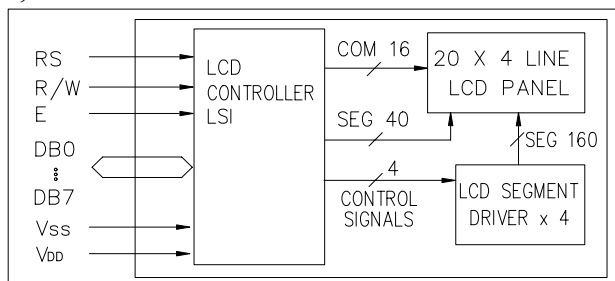 RS
R/W
E
DB0
DB7
VSS
VDD
LCD
CONTROLLER
LSI
COM 16
SEG 40
4
CONTROL
SIGNALS
20 X 4 LINE
LCD PANEL
SEG 160
LCD SEGMENT
DRIVER x 4